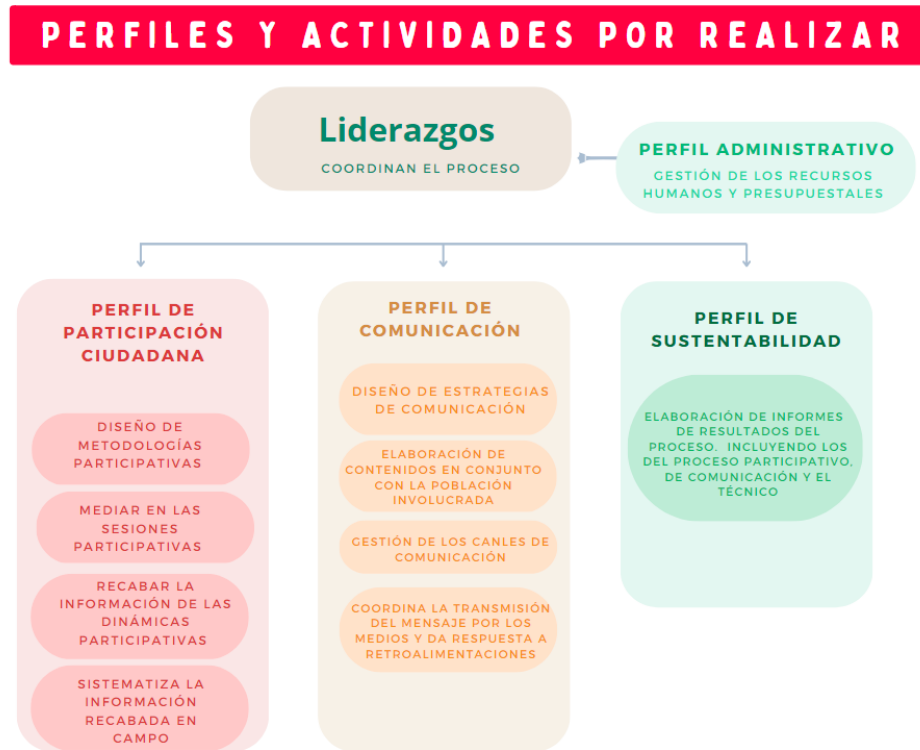 PERFILES Y ACTIVIDADES POR REALIZAR
Liderazgos
COORDINAN EL PROCESO
PERFIL ADMINISTRATIVO
GESTIÓN DE LOS RECURSOS
HUMANOS Y PRESUPUESTALES
PERFIL DE
PARTICIPACIÓN
CIUDADANA
DISEÑO DE
METODOLOGÍAS
PARTICIPATIVAS
MEDIAR EN LAS
SESIONES
PARTICIPATIVAS
RECABAR LA
INFORMACIÓN DE LAS
DINÁMICAS
PARTICIPATIVAS
SISTEMATIZA LA
INFORMACIÓN
RECABADA EN
CAMPO
PERFIL DE
COMUNICACIÓN
DISEÑO DE ESTRATEGIAS
DE COMUNICACIÓN
ELABORACIÓN DE
CONTENIDOS EN CONJUNTO
CON LA POBLACIÓN
INVOLUCRADA
GESTIÓN DE LOS CANLES DE
COMUNICACIÓN
COORDINA LA TRANSMISIÓN
DEL MENSAJE POR LOS
MEDIOS Y DA RESPUESTA A
RETROALIMENTACIONES
PERFIL DE
SUSTENTABILIDAD
ELABORACIÓN DE INFORMES
DE RESULTADOS DEL
PROCESO. INCLUYENDO LOS
DEL PROCESO PARTICIPATIVO,
DE COMUNICACIÓN Y EL
TÉCNICO